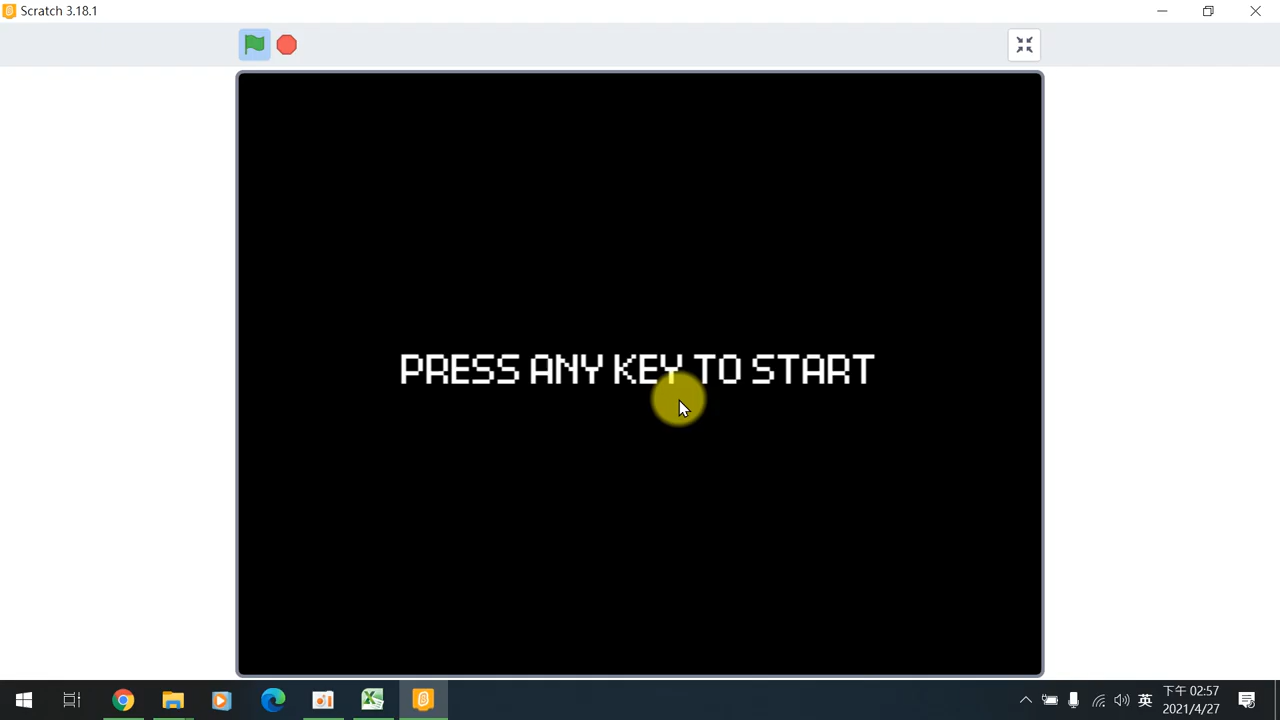 Scratch 3.18.1
PRESS ANY KEY TO START
英
下午 02:57
2021/4/27